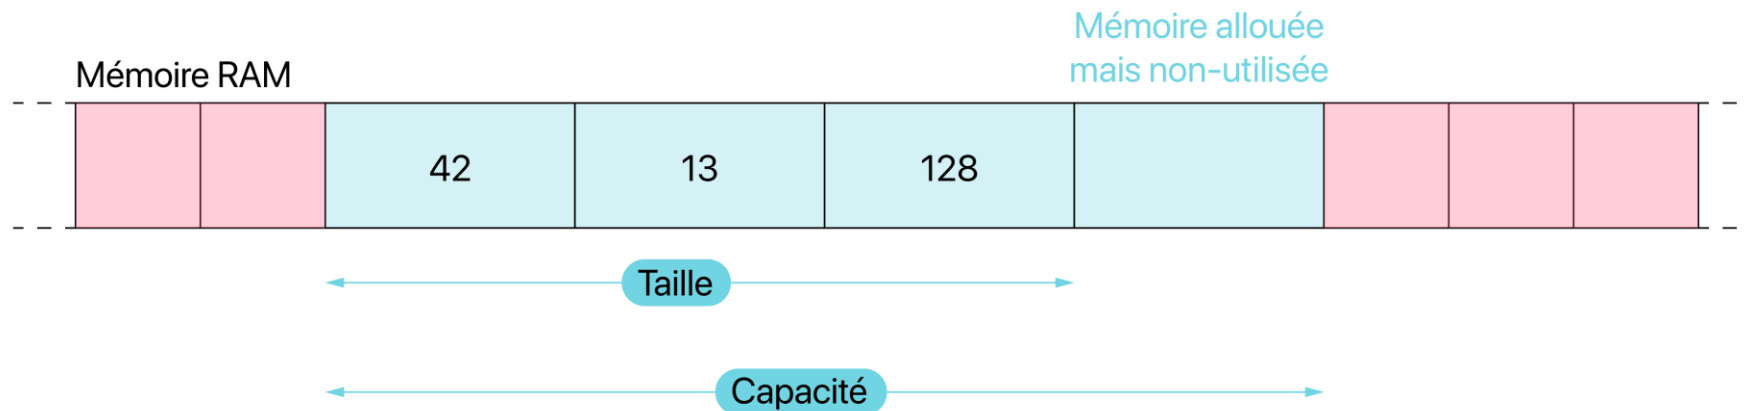 Mémoire allouée
mais non-utilisée
Mémoire RAM
42 13 128
Taille
Capacité